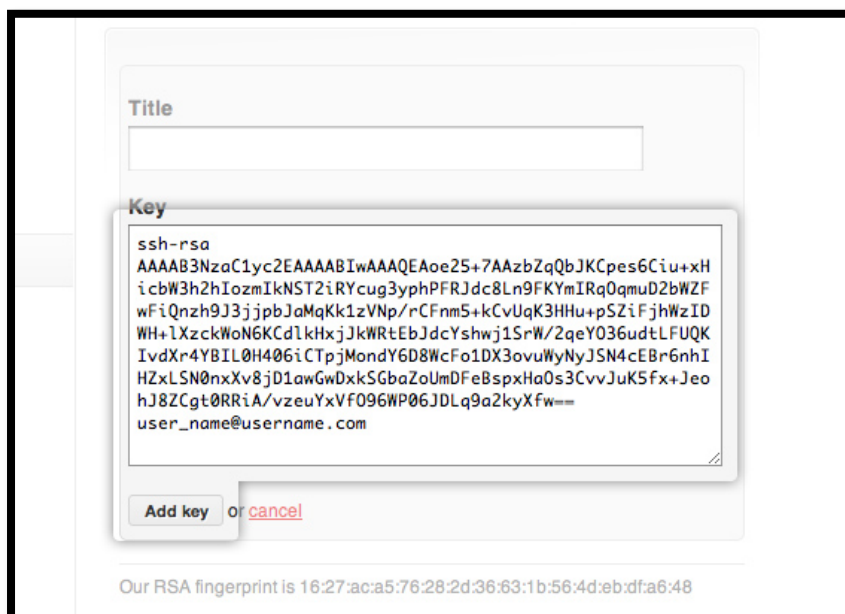 Title
Key
ssh-rsa
AAAAB3NzaC1yc2EAAAABIwAAAQEAoe25+7AAzbZqQbJKCpes6Ciu+xH
icbW3h2hIozmIkNST2iRYcug3yphPFRJdc8Ln9FKYmIRqOqmuD2bWZF
wFiQnzh9J3jjpbJaMqKk1zVNp/rCFnm5+kCvUqK3HHu+pSZiFjhWzID
WH+lXzckWoN6KCdlkHxjJkWRtEbJdcYshwj1SrW/2qeYO36udtLFUQK
IvdXr4YBIL0H406iCTpjMondY6D8WcFo1DX3ovuWyNyJSN4cEBr6nhI
HZxLSN0nxXv8jD1awGwDxkSGbaZoUmDFeBspxHaOs3CvvJuK5fx+Jeo
hJ8ZCgt0RRiA/vzeuYxVfO96WP06JDLq9a2kyXfw==
user_name@username.com
Add key or cancel
Our RSA fingerprint is 16:27:ac:a5:76:28:2d:36:63:1b:56:4d:eb:df:a6:48